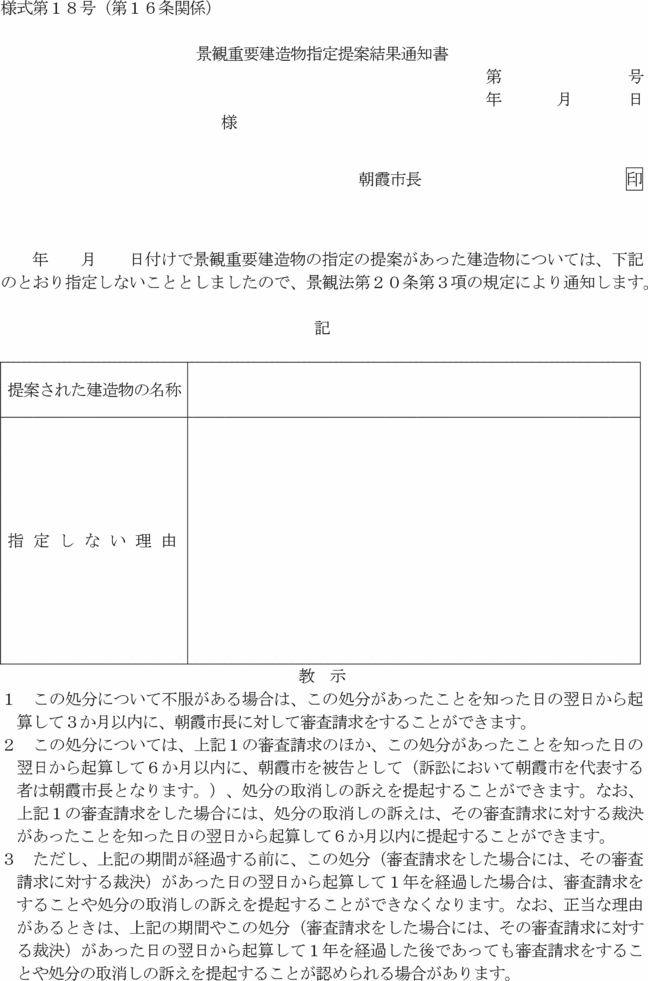 様式第１８号（第１６条関係）
景観重要建造物指定提案結果通知書
第　　　　　　　　号
年　　　月　　　日
様
朝霞市長　　　　　　　　　　　　　印
年　　月　　日付けで景観重要建造物の指定の提案があった建造物については、下記
のとおり指定しないこととしましたので、景観法第２０条第３項の規定により通知します。
記
提案された建造物の名称
指定しない理由
教　示
１　この処分について不服がある場合は、この処分があったことを知った日の翌日から起
算して３か月以内に、朝霞市長に対して審査請求をすることができます。
２　この処分については、上記１の審査請求のほか、この処分があったことを知った日の
翌日から起算して６か月以内に、朝霞市を被告として（訴訟において朝霞市を代表する
者は朝霞市長となります。）、処分の取消しの訴えを提起することができます。なお、
上記１の審査請求をした場合には、処分の取消しの訴えは、その審査請求に対する裁決
があったことを知った日の翌日から起算して６か月以内に提起することができます。
３　ただし、上記の期間が経過する前に、この処分（審査請求をした場合には、その審査
請求に対する裁決）があった日の翌日から起算して１年を経過した場合は、審査請求を
することや処分の取消しの訴えを提起することができなくなります。なお、正当な理由
があるときは、上記の期間やこの処分（審査請求をした場合には、その審査請求に対す
る裁決）があった日の翌日から起算して１年を経過した後であっても審査請求をするこ
とや処分の取消しの訴えを提起することが認められる場合があります。